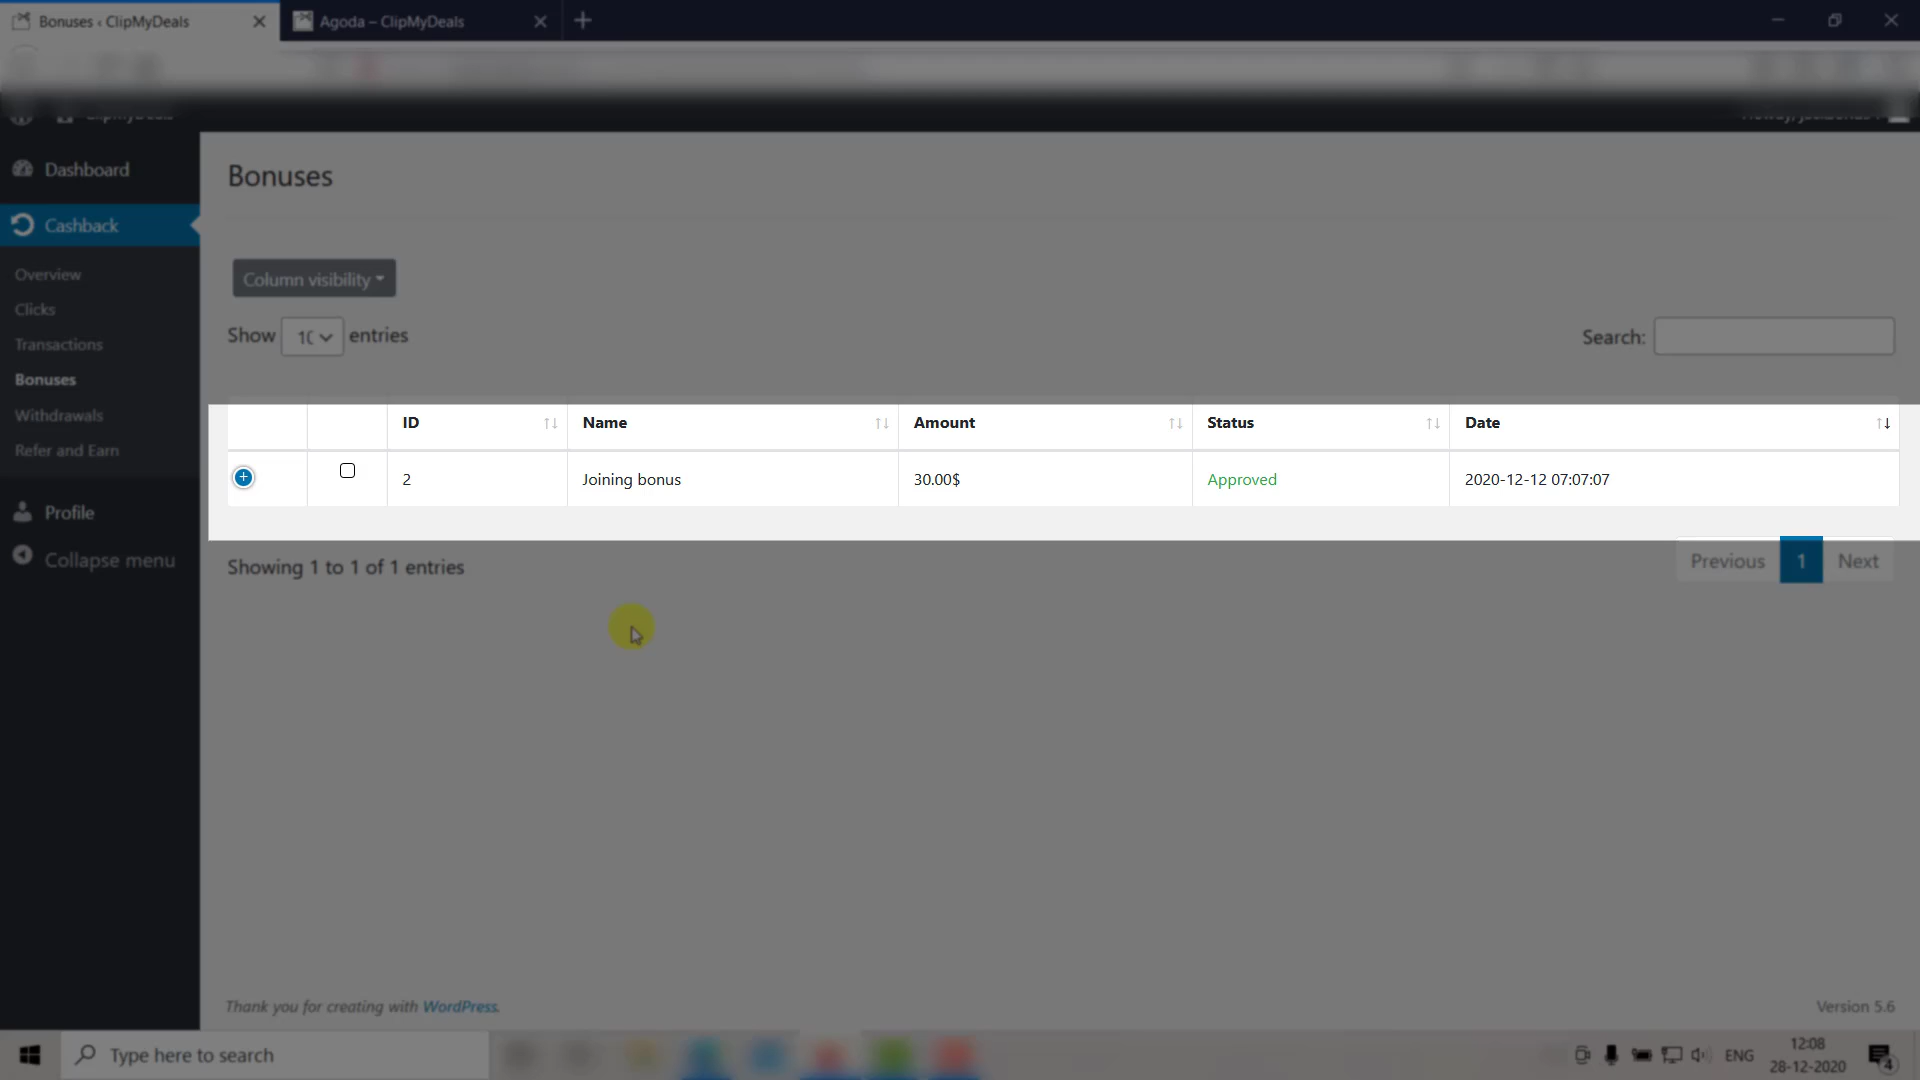 Bonuses ‹ ClipMyDeals
Agoda – ClipMyDeals
ClipMyDeals
Dashboard
Cashback
Overview
Clicks
Transactions
Bonuses
Withdrawals
Refer and Earn
Profile
Collapse menu
Bonuses
Column visibility
Show 10 entries
Search:
ID Name Amount Status Date
2 Joining bonus 30.00$ Approved 2020-12-12 07:07:07
Showing 1 to 1 of 1 entries
Previous 1 Next
Thank you for creating with WordPress.
Version 5.6
Type here to search
ENG
12:08
28-12-2020
4